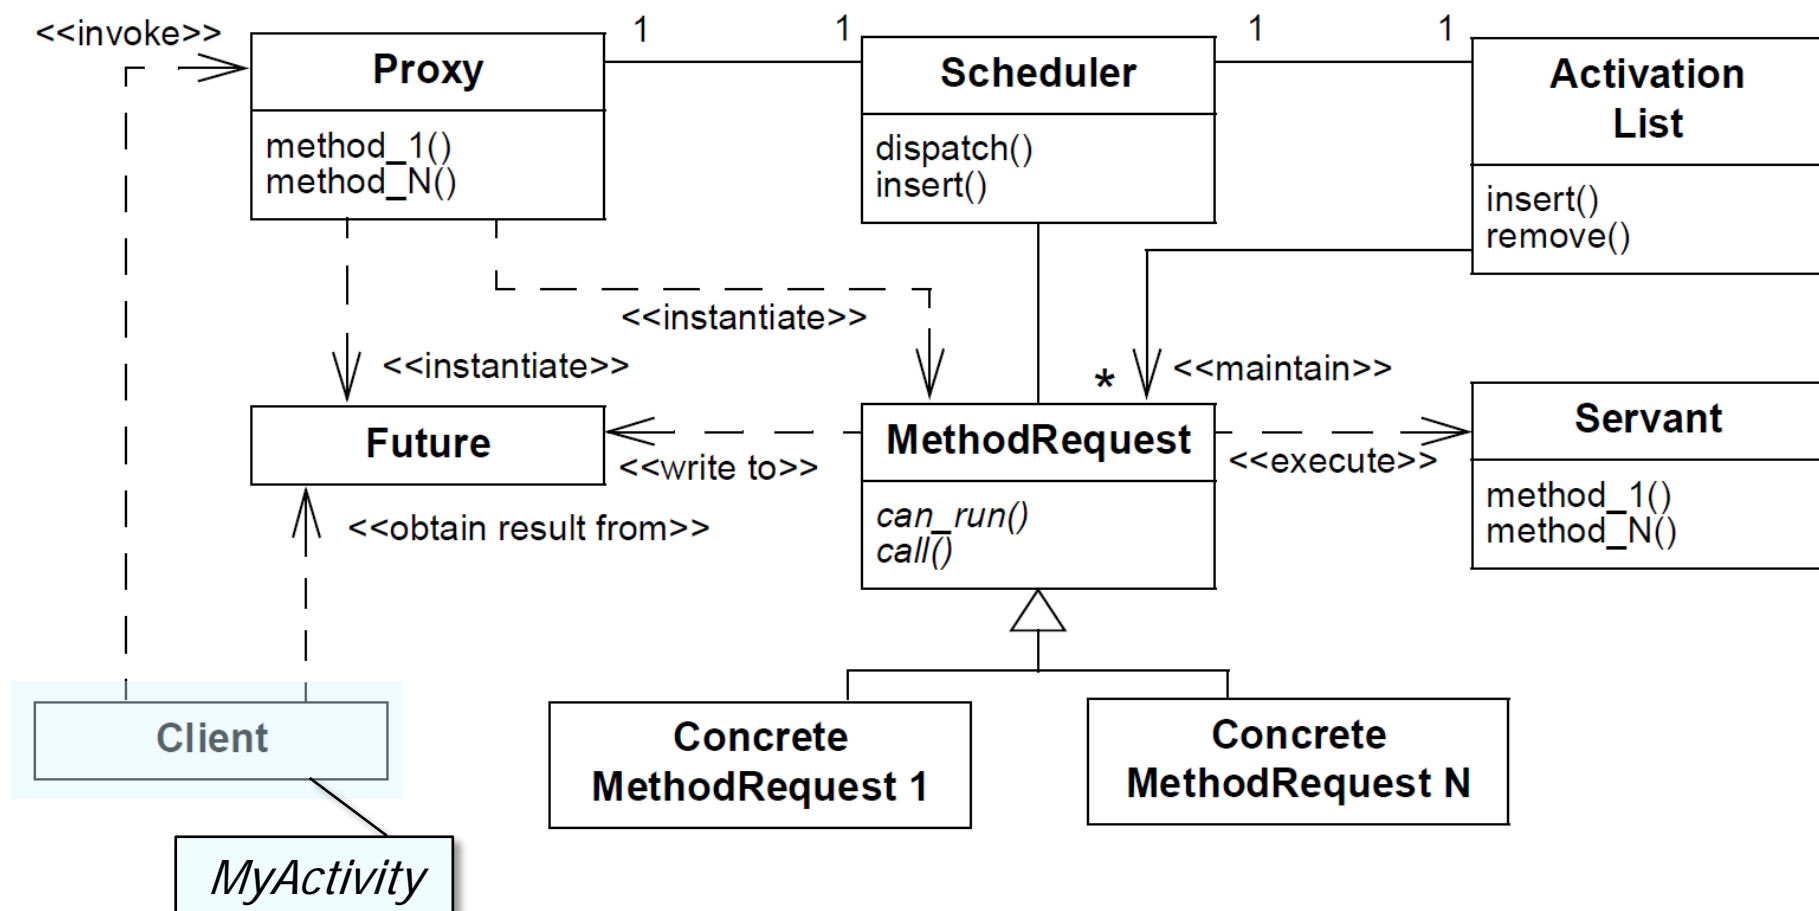 <<invoke>>
1
1
1
1
Proxy
method_1()
method_N()
Scheduler
dispatch()
insert()
Activation
List
insert()
remove()
<<instantiate>>
<<instantiate>>
*
<<maintain>>
Future
<<write to>>
MethodRequest
can_run()
call()
<<execute>>
Servant
method_1()
method_N()
<<obtain result from>>
Client
Concrete
MethodRequest 1
Concrete
MethodRequest N
MyActivity